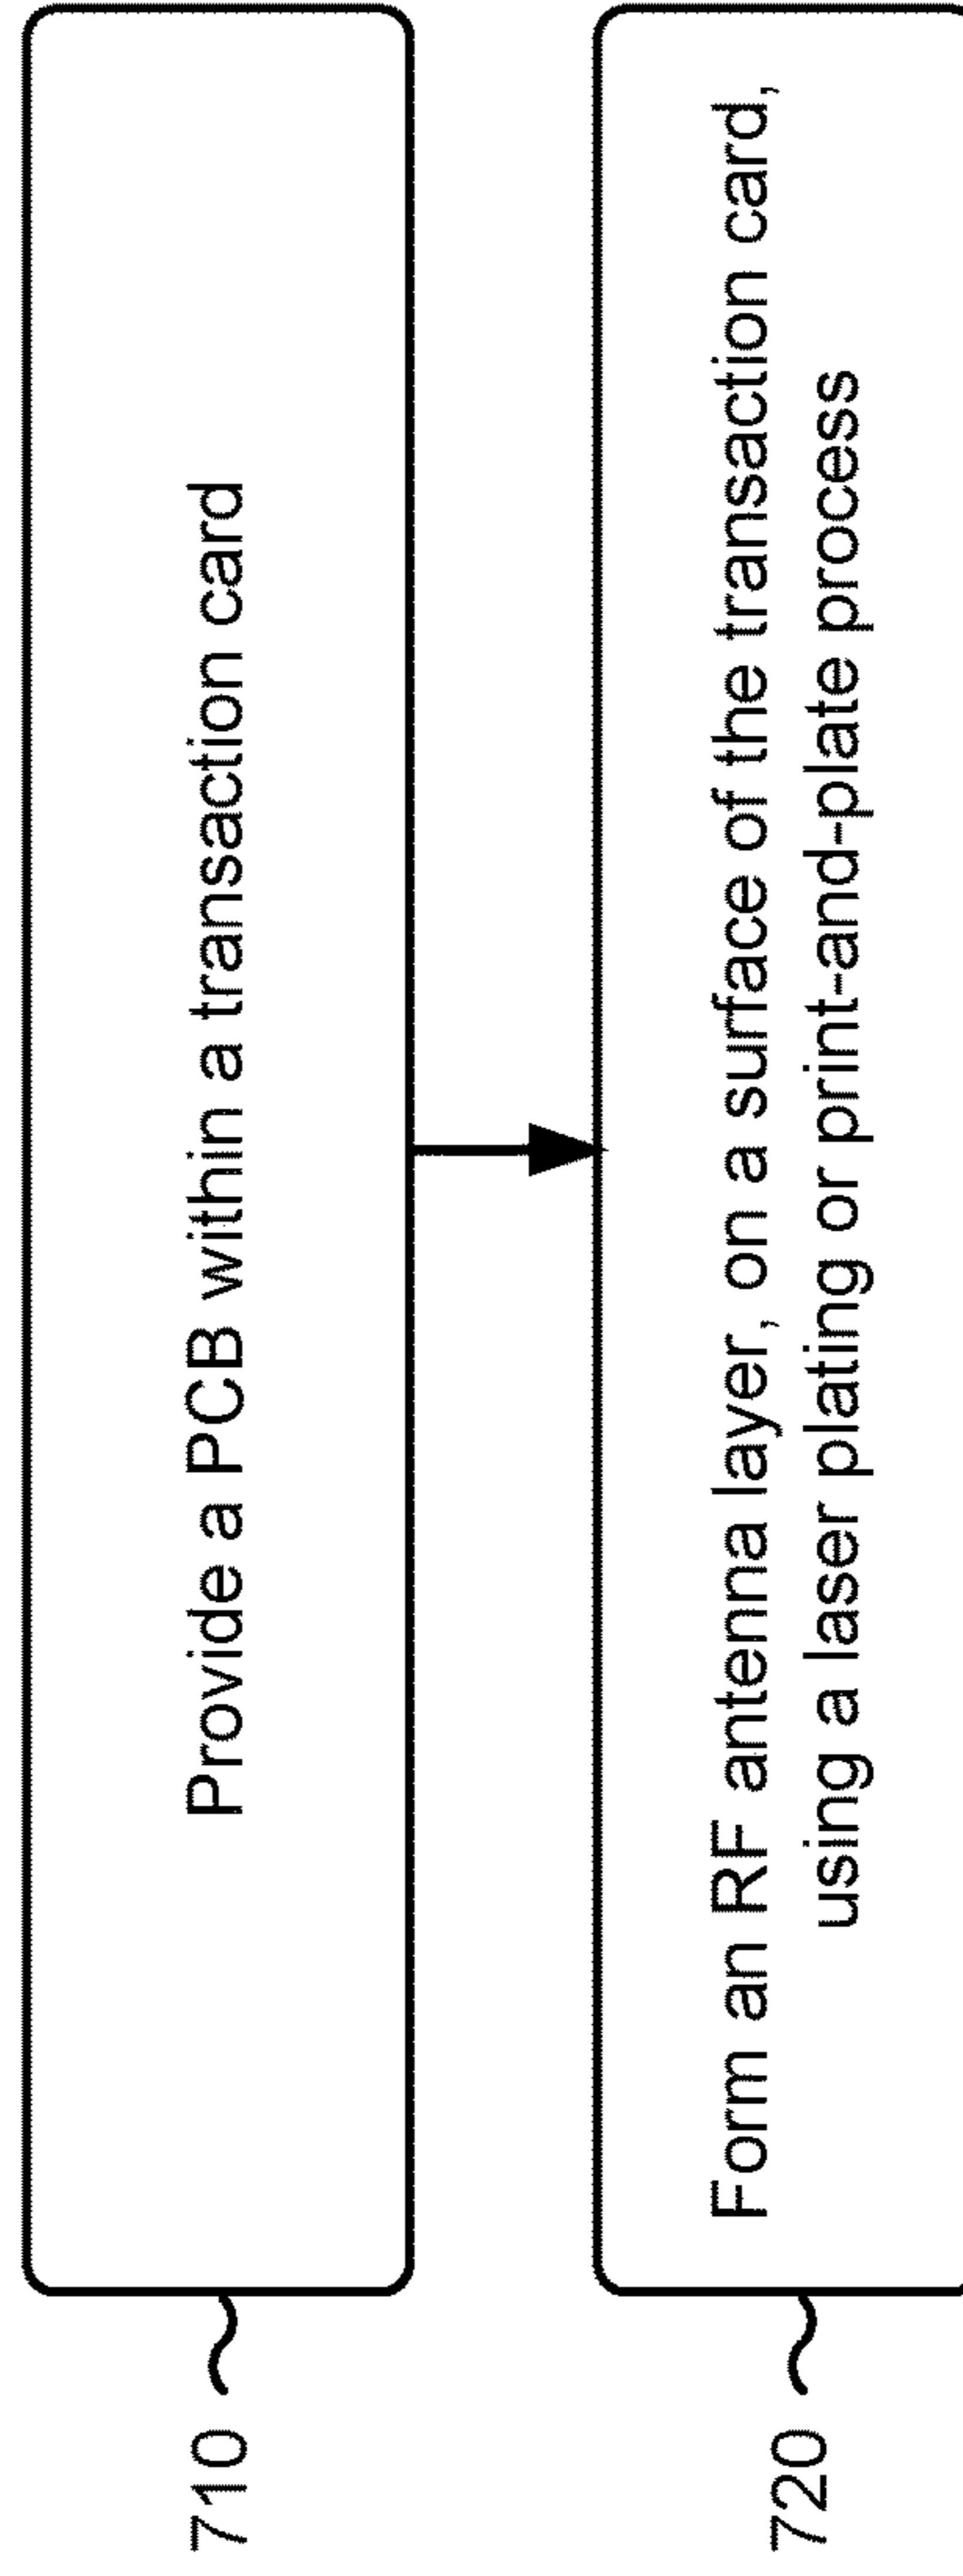 710
Provide a PCB within a transaction card
720
Form an RF antenna layer, on a surface of the transaction card,
using a laser plating or print-and-plate process